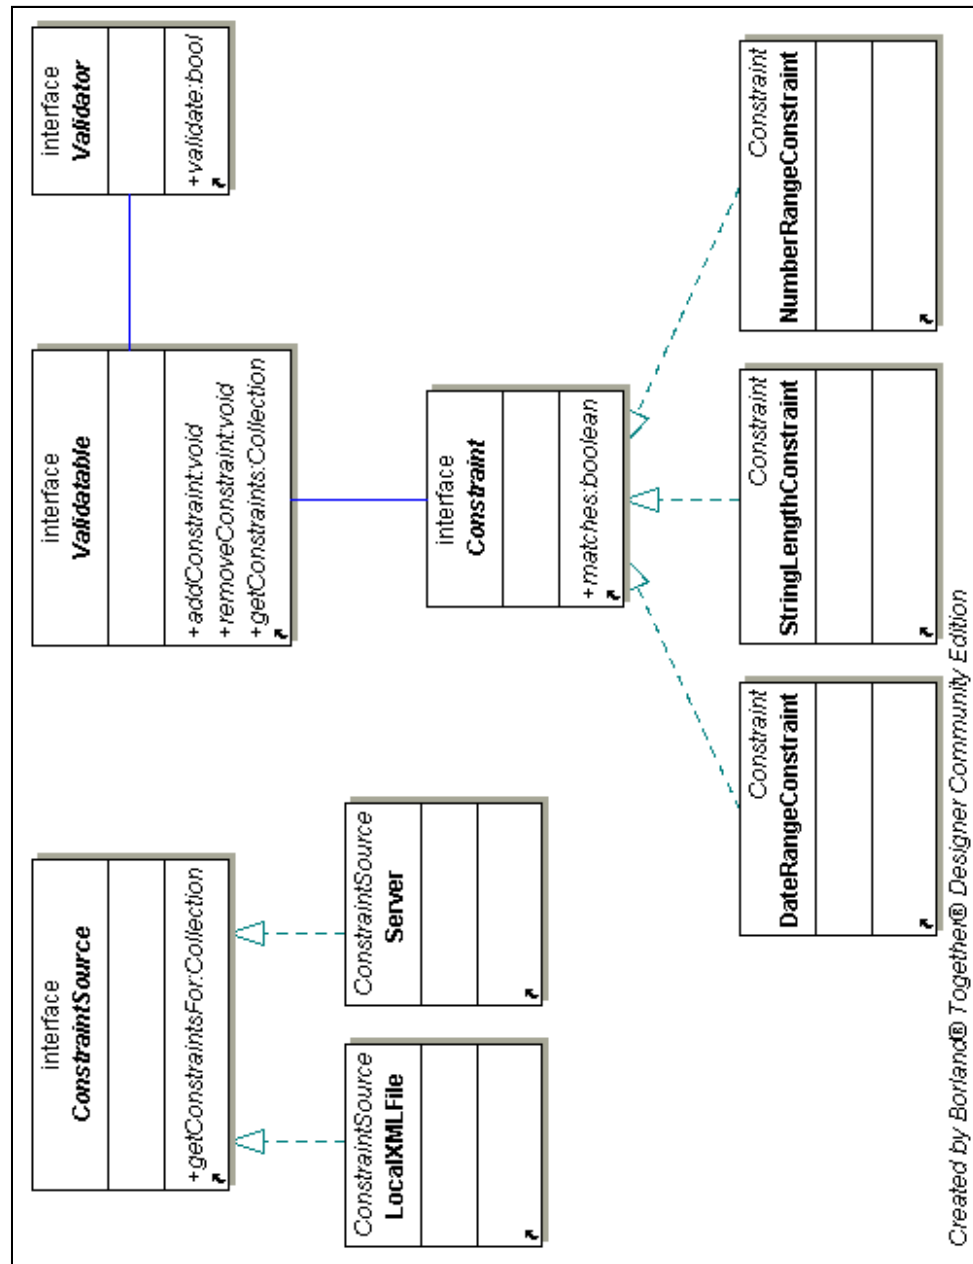 interface
ConstraintSource
+getConstraintsFor:Collection
ConstraintSource
LocalXMLFile
ConstraintSource
Server
interface
Validatable
+addConstraint:void
+removeConstraint:void
+getConstraints:Collection
interface
Validator
+validate:bool
interface
Constraint
+matches:boolean
Constraint
DateRangeConstraint
Constraint
StringLengthConstraint
Constraint
NumberRangeConstraint
Created by Borland® Together® Designer Community Edition